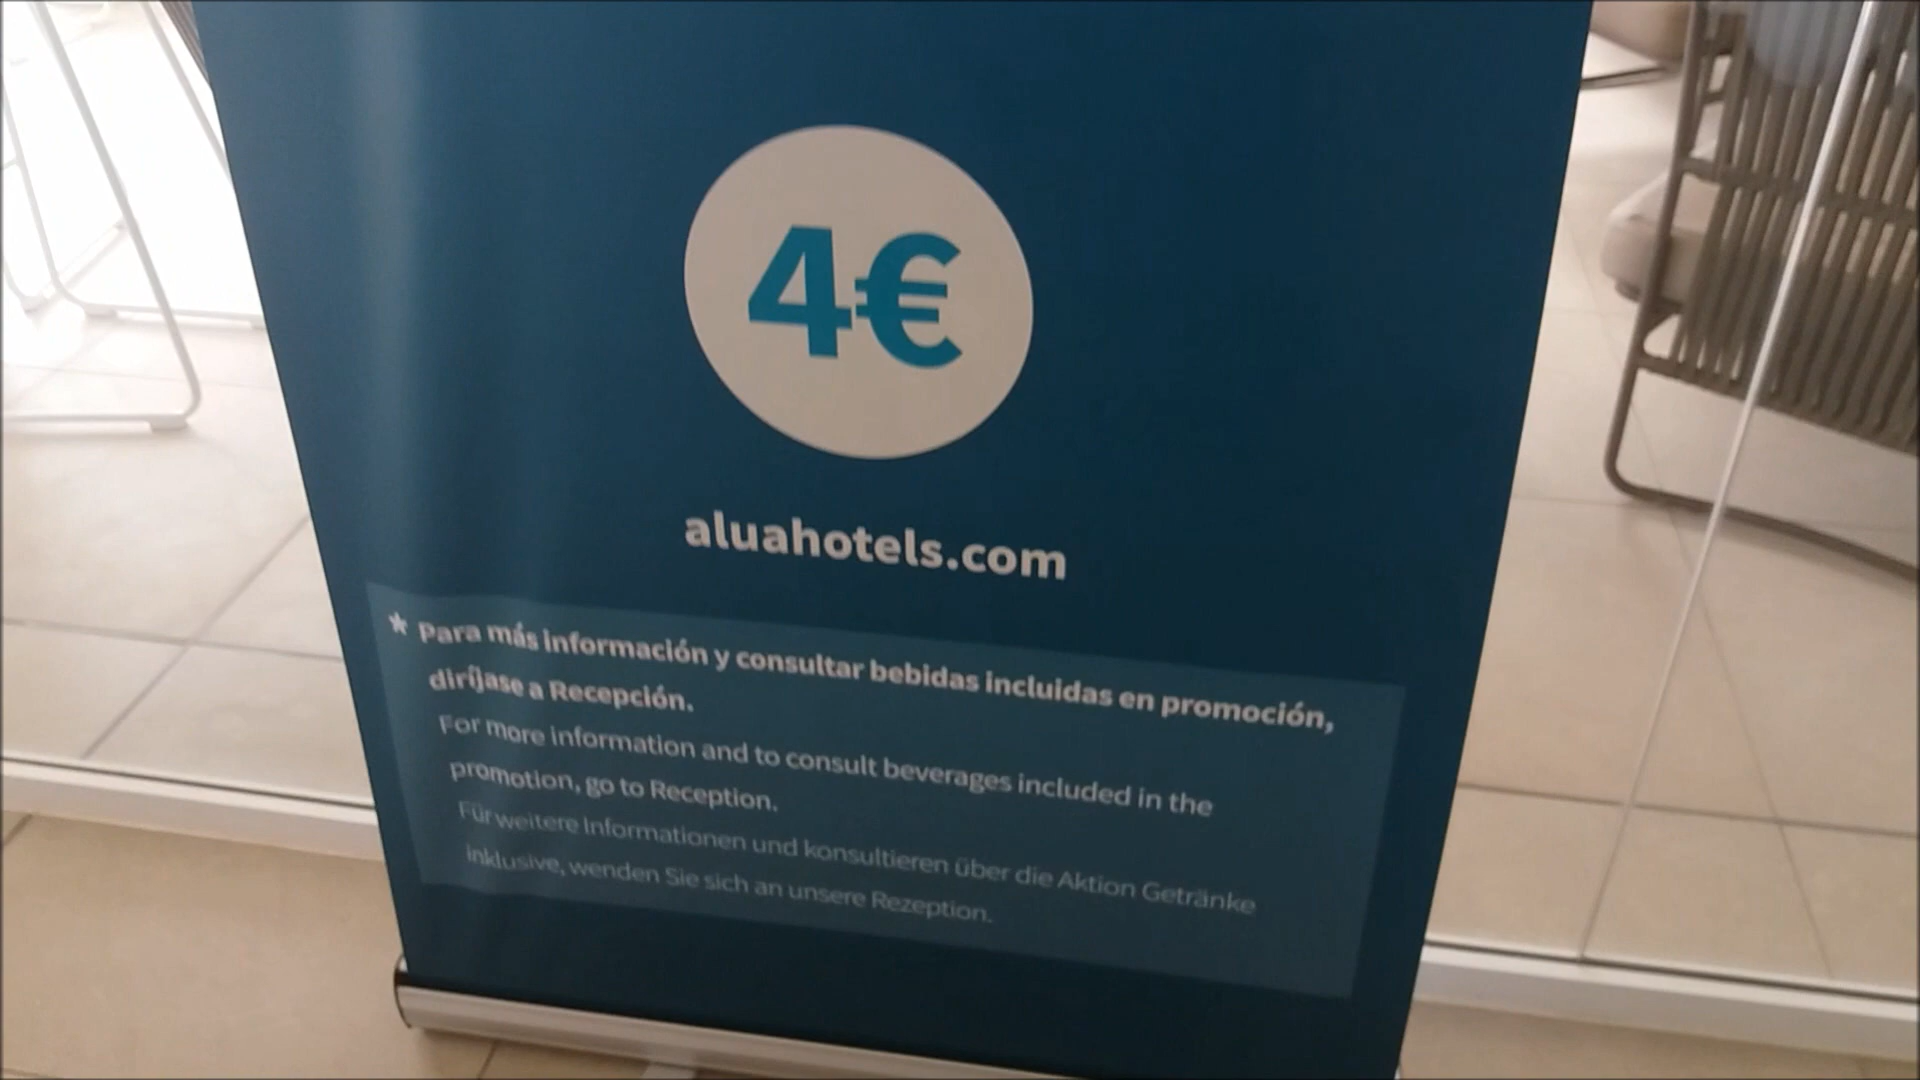 4€
aluahotels.com
* Para más información y consultar bebidas incluidas en promoción,
diríjase a Recepción.
For more information and to consult beverages included in the
promotion, go to Reception.
Für weitere Informationen und konsultieren über die Aktion Getränke
inklusive, wenden Sie sich an unsere Rezeption.